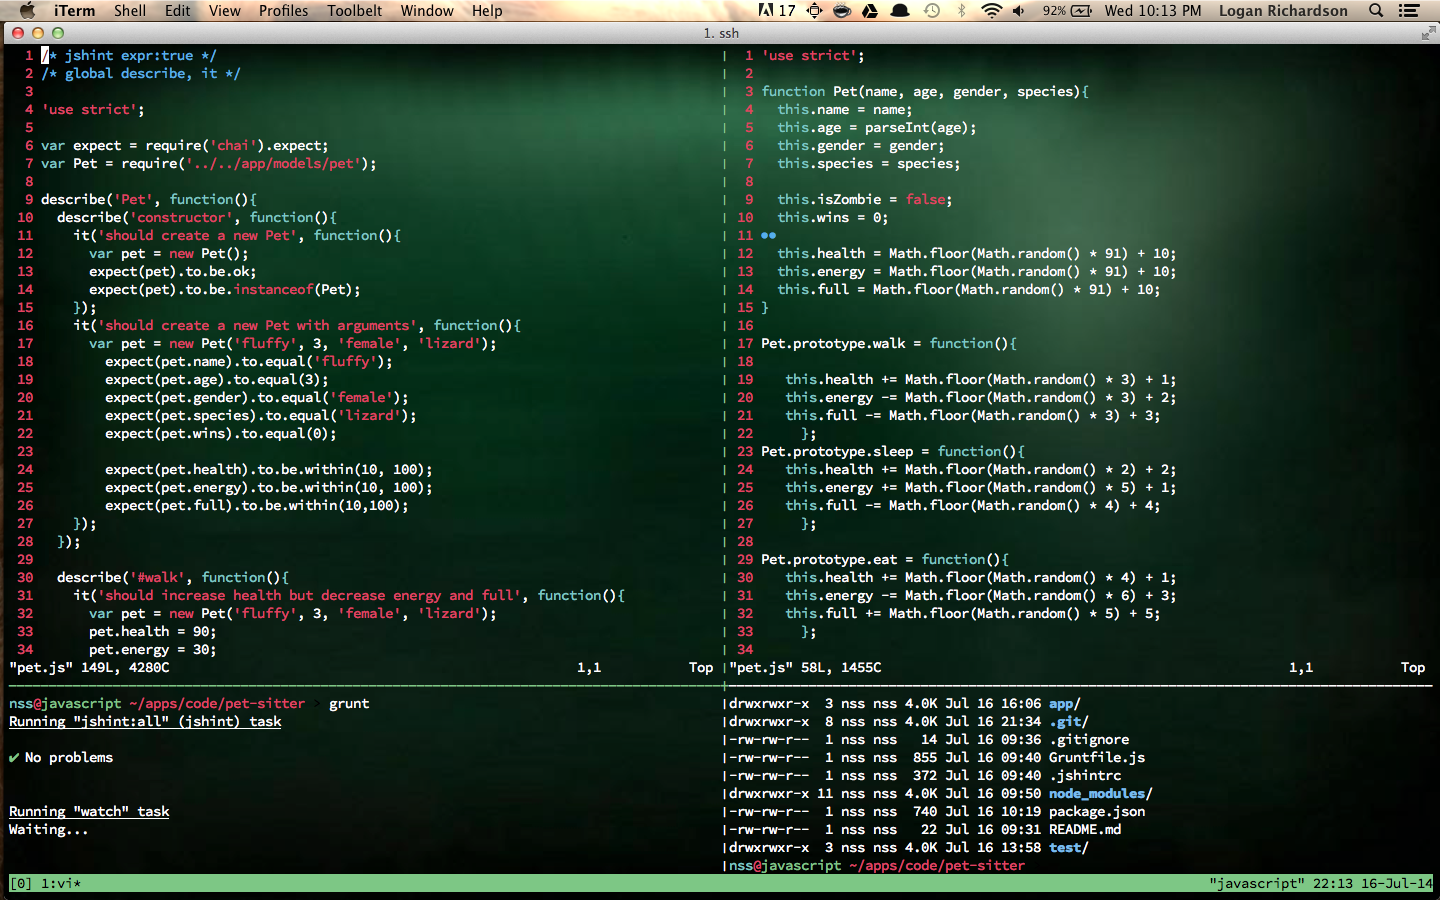 iTerm Shell Edit View Profiles Toolbelt Window Help 17 92% Wed 10:13 PM Logan Richardson
1. ssh
1 /* jshint expr:true */
2 /* global describe, it */
3
4 'use strict';
5
6 var expect = require('chai').expect;
7 var Pet = require('../../app/models/pet');
8
9 describe('Pet', function(){
10   describe('constructor', function(){
11     it('should create a new Pet', function(){
12       var pet = new Pet();
13       expect(pet).to.be.ok;
14       expect(pet).to.be.instanceof(Pet);
15     });
16     it('should create a new Pet with arguments', function(){
17       var pet = new Pet('fluffy', 3, 'female', 'lizard');
18         expect(pet.name).to.equal('fluffy');
19         expect(pet.age).to.equal(3);
20         expect(pet.gender).to.equal('female');
21         expect(pet.species).to.equal('lizard');
22         expect(pet.wins).to.equal(0);
23
24         expect(pet.health).to.be.within(10, 100);
25         expect(pet.energy).to.be.within(10, 100);
26         expect(pet.full).to.be.within(10,100);
27     });
28   });
29
30   describe('#walk', function(){
31     it('should increase health but decrease energy and full', function(){
32       var pet = new Pet('fluffy', 3, 'female', 'lizard');
33       pet.health = 90;
34       pet.energy = 30;
"pet.js" 149L, 4280C 1,1 Top
1 'use strict';
2
3 function Pet(name, age, gender, species){
4   this.name = name;
5   this.age = parseInt(age);
6   this.gender = gender;
7   this.species = species;
8
9   this.isZombie = false;
10   this.wins = 0;
11 ••
12   this.health = Math.floor(Math.random() * 91) + 10;
13   this.energy = Math.floor(Math.random() * 91) + 10;
14   this.full = Math.floor(Math.random() * 91) + 10;
15 }
16
17 Pet.prototype.walk = function(){
18
19    this.health += Math.floor(Math.random() * 3) + 1;
20    this.energy -= Math.floor(Math.random() * 3) + 2;
21    this.full -= Math.floor(Math.random() * 3) + 3;
22      };
23 Pet.prototype.sleep = function(){
24    this.health += Math.floor(Math.random() * 2) + 2;
25    this.energy += Math.floor(Math.random() * 5) + 1;
26    this.full -= Math.floor(Math.random() * 4) + 4;
27      };
28
29 Pet.prototype.eat = function(){
30    this.health += Math.floor(Math.random() * 4) + 1;
31    this.energy -= Math.floor(Math.random() * 6) + 3;
32    this.full += Math.floor(Math.random() * 5) + 5;
33      };
34
"pet.js" 58L, 1455C 1,1 Top
nss@javascript ~/apps/code/pet-sitter > grunt
Running "jshint:all" (jshint) task

✔ No problems


Running "watch" task
Waiting...
drwxrwxr-x  3 nss nss 4.0K Jul 16 16:06 app/
drwxrwxr-x  8 nss nss 4.0K Jul 16 21:34 .git/
-rw-rw-r--  1 nss nss   14 Jul 16 09:36 .gitignore
-rw-rw-r--  1 nss nss  855 Jul 16 09:40 Gruntfile.js
-rw-rw-r--  1 nss nss  372 Jul 16 09:40 .jshintrc
drwxrwxr-x 11 nss nss 4.0K Jul 16 09:50 node_modules/
-rw-rw-r--  1 nss nss  740 Jul 16 10:19 package.json
-rw-rw-r--  1 nss nss   22 Jul 16 09:31 README.md
drwxrwxr-x  3 nss nss 4.0K Jul 16 13:58 test/
nss@javascript ~/apps/code/pet-sitter
[0] 1:vi* "javascript" 22:13 16-Jul-14